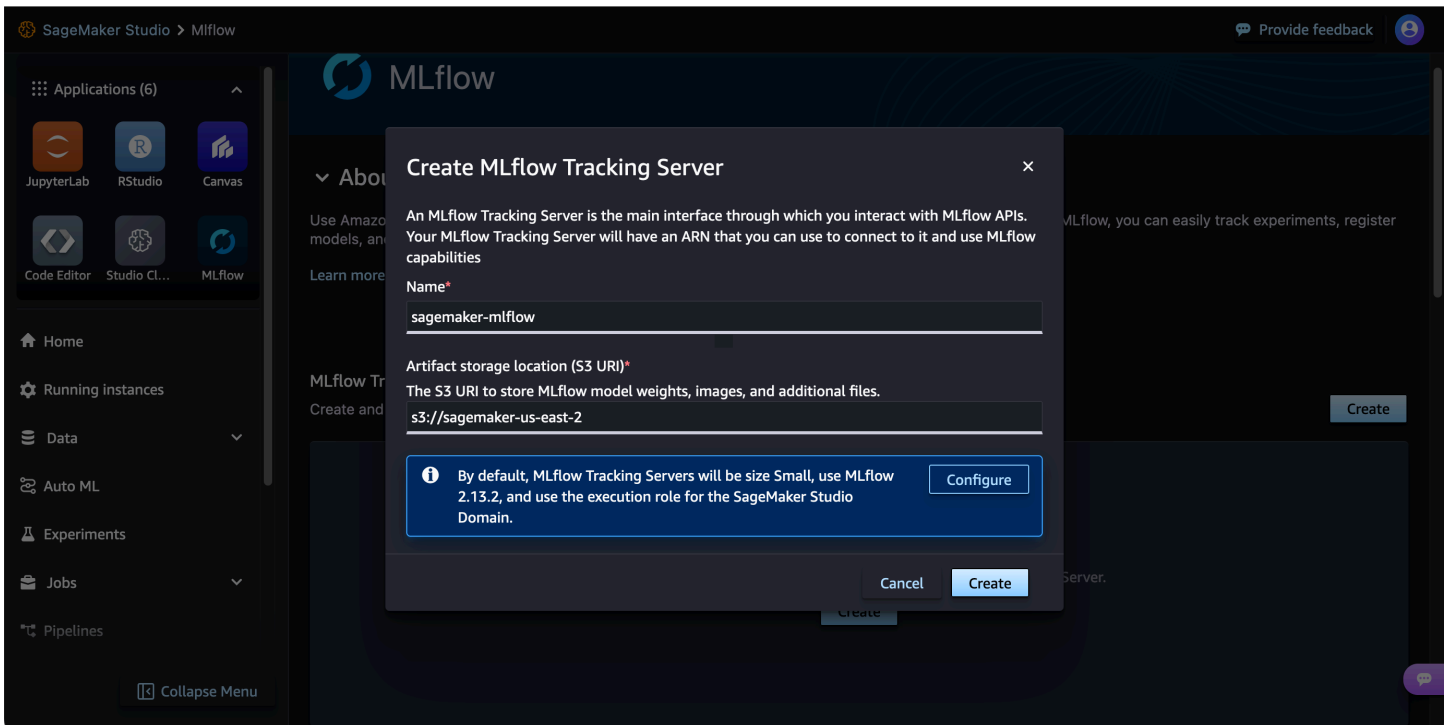 SageMaker Studio > Mlflow
Provide feedback
Applications (6)
JupyterLab
RStudio
Canvas
Code Editor
Studio Cl...
MLflow
Home
Running instances
Data
Auto ML
Experiments
Jobs
Pipelines
Collapse Menu
MLflow
Abou
Use Amazo
MLflow, you can easily track experiments, register
models, an
Learn more
MLflow Tr
Create and
Create
Server.
Create
Create MLflow Tracking Server
An MLflow Tracking Server is the main interface through which you interact with MLflow APIs.
Your MLflow Tracking Server will have an ARN that you can use to connect to it and use MLflow
capabilities
Name*
sagemaker-mlflow
Artifact storage location (S3 URI)*
The S3 URI to store MLflow model weights, images, and additional files.
s3://sagemaker-us-east-2
By default, MLflow Tracking Servers will be size Small, use MLflow
2.13.2, and use the execution role for the SageMaker Studio
Domain.
Configure
Cancel
Create